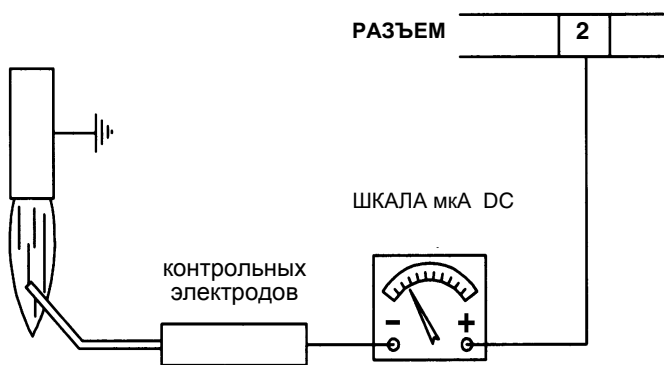 РАЗЪЕМ 2
ШКАЛА мкА DC
контрольных
электродов
- +